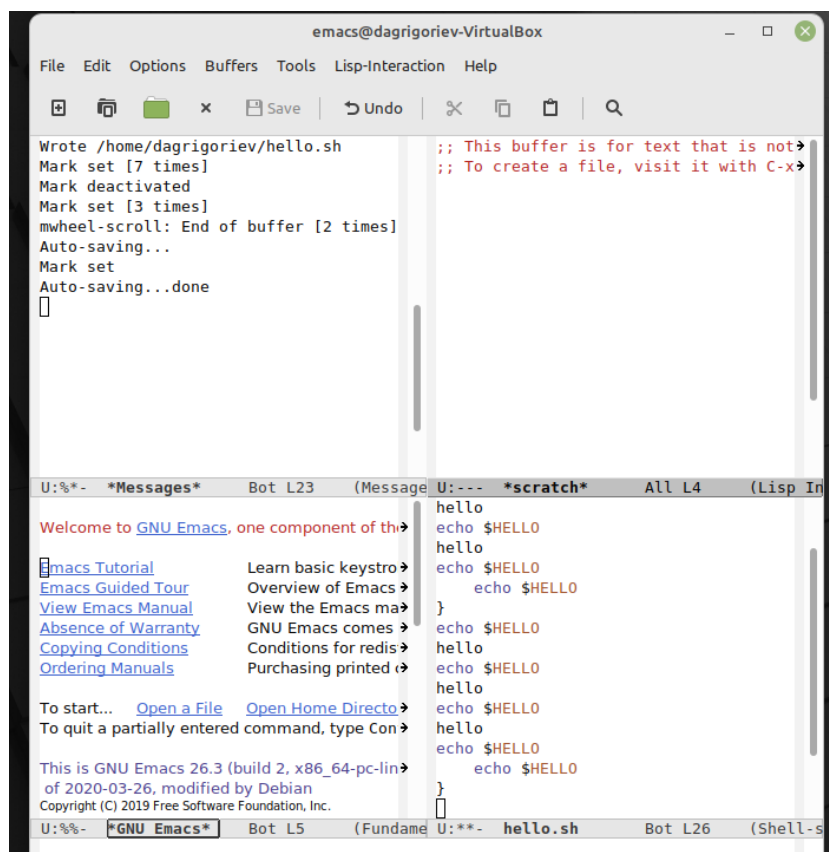 emacs@dagrigoriev-VirtualBox
File Edit Options Buffers Tools Lisp-Interaction Help
Save Undo
Wrote /home/dagrigoriev/hello.sh
Mark set [7 times]
Mark deactivated
Mark set [3 times]
mwheel-scroll: End of buffer [2 times]
Auto-saving...
Mark set
Auto-saving...done
U:%*- *Messages* Bot L23 (Message
;; This buffer is for text that is not
;; To create a file, visit it with C-x
U:--- *scratch* All L4 (Lisp In
Welcome to GNU Emacs, one component of the
Emacs Tutorial Learn basic keystro
Emacs Guided Tour Overview of Emacs
View Emacs Manual View the Emacs ma
Absence of Warranty GNU Emacs comes
Copying Conditions Conditions for redis
Ordering Manuals Purchasing printed
To start... Open a File Open Home Directo
To quit a partially entered command, type Con
This is GNU Emacs 26.3 (build 2, x86_64-pc-lin
of 2020-03-26, modified by Debian
Copyright (C) 2019 Free Software Foundation, Inc.
U:%%- *GNU Emacs* Bot L5 (Fundame
hello
echo $HELLO
hello
echo $HELLO
echo $HELLO
}
echo $HELLO
hello
echo $HELLO
hello
echo $HELLO
hello
echo $HELLO
echo $HELLO
}
U:**- hello.sh Bot L26 (Shell-s